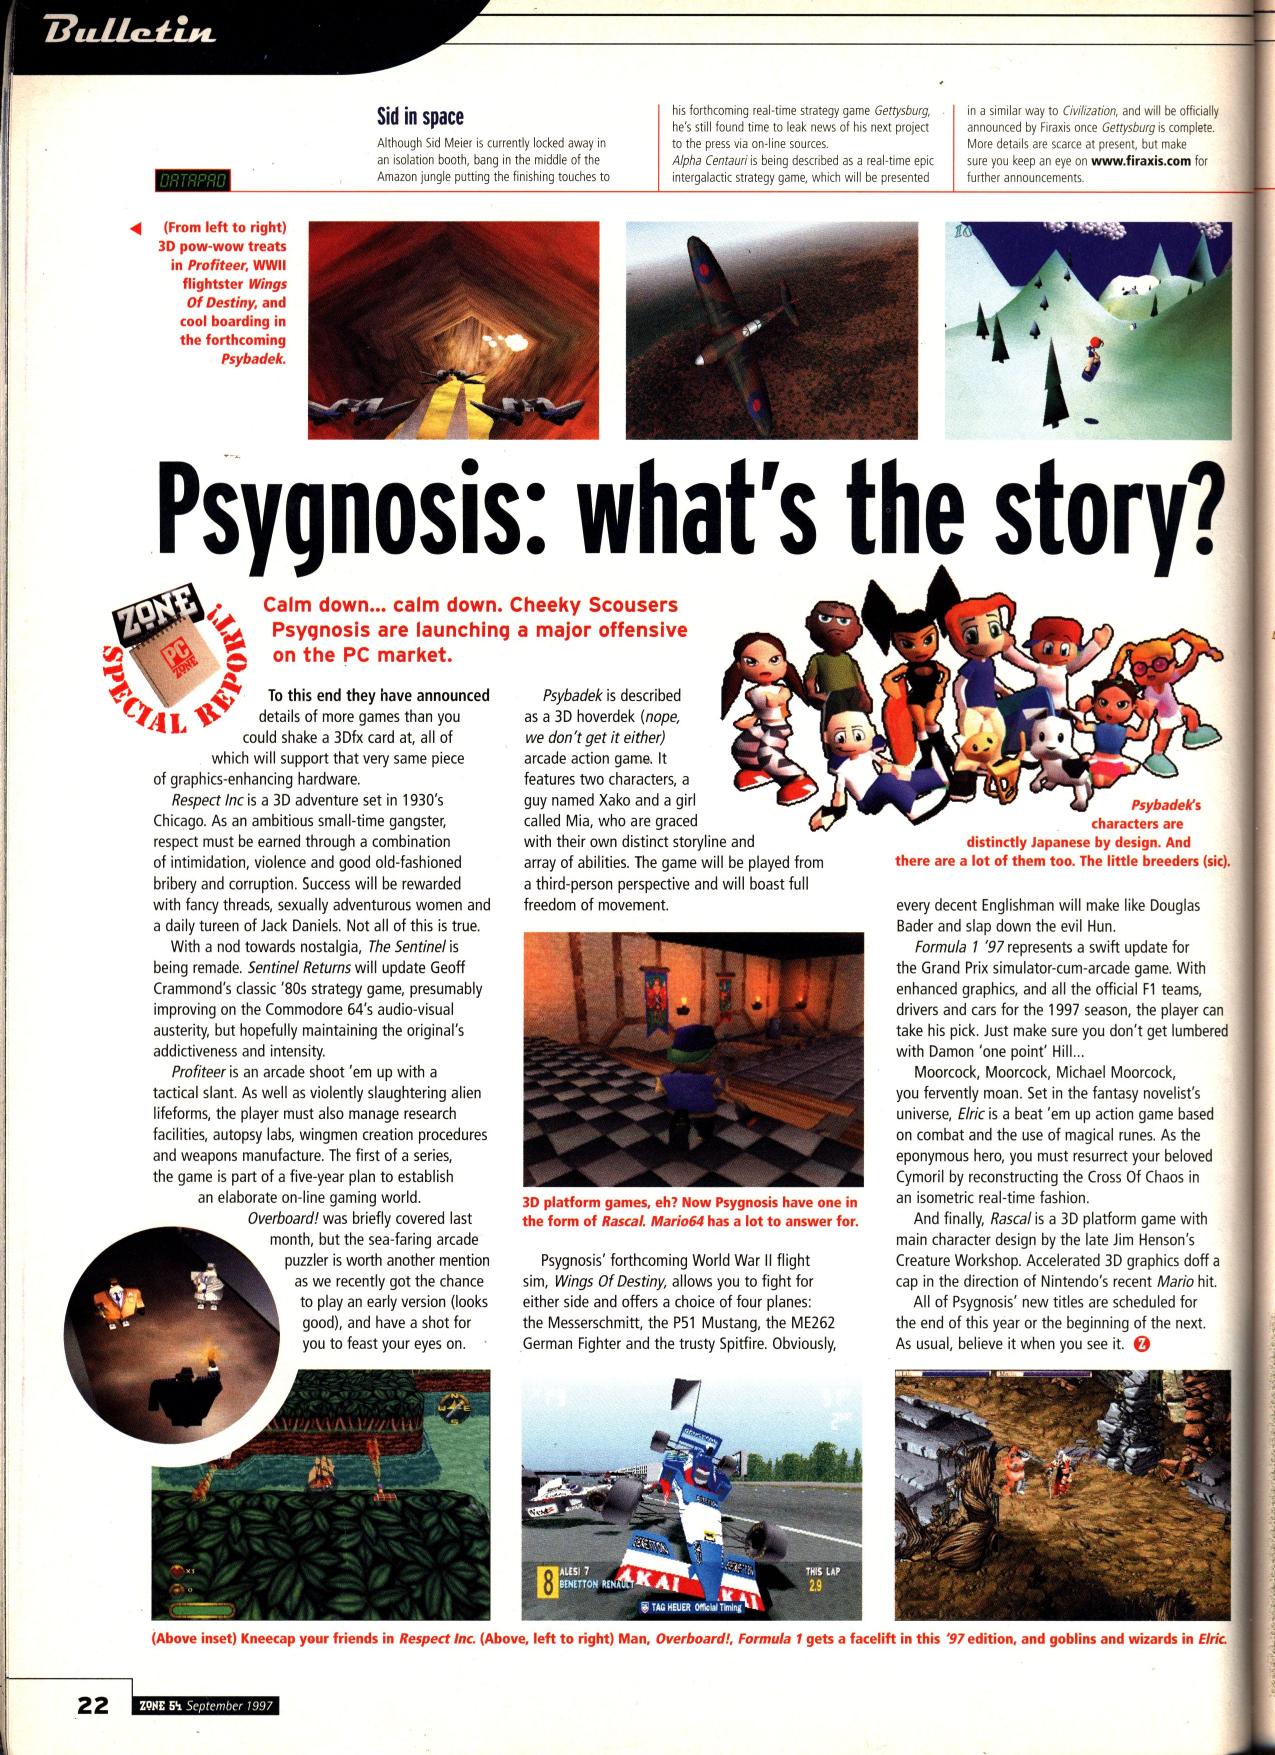 Bulletin
DATAPAD
Sid in space
Although Sid Meier is currently locked away in
an isolation booth, bang in the middle of the
Amazon jungle putting the finishing touches to
his forthcoming real-time strategy game Gettysburg,
he's still found time to leak news of his next project
to the press via on-line sources.
Alpha Centauri is being described as a real-time epic
intergalactic strategy game, which will be presented
in a similar way to Civilization, and will be officially
announced by Firaxis once Gettysburg is complete.
More details are scarce at present, but make
sure you keep an eye on www.firaxis.com for
further announcements.
(From left to right)
3D pow-wow treats
in Profiteer, WWII
flightster Wings
Of Destiny, and
cool boarding in
the forthcoming
Psybadek.
Psygnosis: what's the story?
ZONE
PC
ZONE
SPECIAL REPORT!
Calm down... calm down. Cheeky Scousers
Psygnosis are launching a major offensive
on the PC market.
To this end they have announced
details of more games than you
could shake a 3Dfx card at, all of
which will support that very same piece
of graphics-enhancing hardware.
Respect Inc is a 3D adventure set in 1930's
Chicago. As an ambitious small-time gangster,
respect must be earned through a combination
of intimidation, violence and good old-fashioned
bribery and corruption. Success will be rewarded
with fancy threads, sexually adventurous women and
a daily tureen of Jack Daniels. Not all of this is true.
With a nod towards nostalgia, The Sentinel is
being remade. Sentinel Returns will update Geoff
Crammond's classic '80s strategy game, presumably
improving on the Commodore 64's audio-visual
austerity, but hopefully maintaining the original's
addictiveness and intensity.
Profiteer is an arcade shoot 'em up with a
tactical slant. As well as violently slaughtering alien
lifeforms, the player must also manage research
facilities, autopsy labs, wingmen creation procedures
and weapons manufacture. The first of a series,
the game is part of a five-year plan to establish
an elaborate on-line gaming world.
Overboard! was briefly covered last
month, but the sea-faring arcade
puzzler is worth another mention
as we recently got the chance
to play an early version (looks
good), and have a shot for
you to feast your eyes on.
Psybadek is described
as a 3D hoverdek (nope,
we don't get it either)
arcade action game. It
features two characters, a
guy named Xako and a girl
called Mia, who are graced
with their own distinct storyline and
array of abilities. The game will be played from
a third-person perspective and will boast full
freedom of movement.
3D platform games, eh? Now Psygnosis have one in
the form of Rascal. Mario64 has a lot to answer for.
Psygnosis' forthcoming World War II flight
sim, Wings Of Destiny, allows you to fight for
either side and offers a choice of four planes:
the Messerschmitt, the P51 Mustang, the ME262
German Fighter and the trusty Spitfire. Obviously,
Psybadek's
characters are
distinctly Japanese by design. And
there are a lot of them too. The little breeders (sic).
every decent Englishman will make like Douglas
Bader and slap down the evil Hun.
Formula 1 '97 represents a swift update for
the Grand Prix simulator-cum-arcade game. With
enhanced graphics, and all the official F1 teams,
drivers and cars for the 1997 season, the player can
take his pick. Just make sure you don't get lumbered
with Damon 'one point' Hill...
Moorcock, Moorcock, Michael Moorcock,
you fervently moan. Set in the fantasy novelist's
universe, Elric is a beat 'em up action game based
on combat and the use of magical runes. As the
eponymous hero, you must resurrect your beloved
Cymoril by reconstructing the Cross Of Chaos in
an isometric real-time fashion.
And finally, Rascal is a 3D platform game with
main character design by the late Jim Henson's
Creature Workshop. Accelerated 3D graphics doff a
cap in the direction of Nintendo's recent Mario hit.
All of Psygnosis' new titles are scheduled for
the end of this year or the beginning of the next.
As usual, believe it when you see it. Z
N
W E
S
x3
0
8
ALESI 7
BENETTON RENAULT
THIS LAP
2.9
BENETTON
BENETTON
AKAI
AKAI
TAG HEUER Official Timing
(Above inset) Kneecap your friends in Respect Inc. (Above, left to right) Man, Overboard!, Formula 1 gets a facelift in this '97 edition, and goblins and wizards in Elric.
22
ZONE 54 September 1997